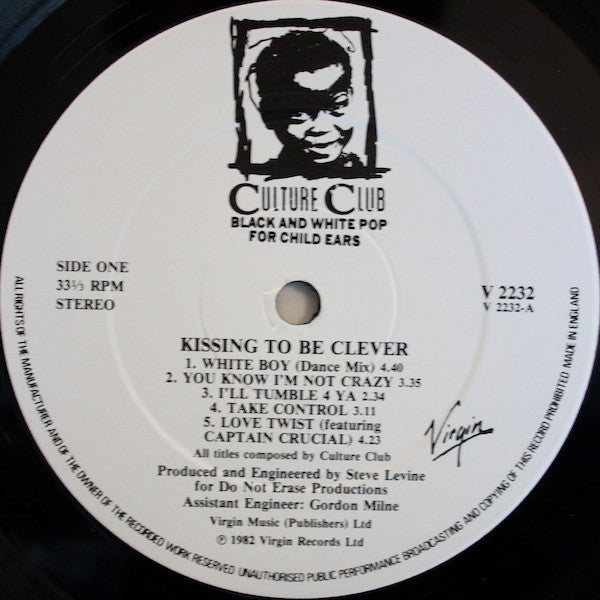 CULTURE CLUB
BLACK AND WHITE POP
FOR CHILD EARS
SIDE ONE
33⅓ RPM
STEREO
V 2232
V 2232-A
KISSING TO BE CLEVER
1. WHITE BOY (Dance Mix) 4.40
2. YOU KNOW I'M NOT CRAZY 3.35
3. I'LL TUMBLE 4 YA 2.34
4. TAKE CONTROL 3.11
5. LOVE TWIST (featuring
CAPTAIN CRUCIAL) 4.23
All titles composed by Culture Club
Produced and Engineered by Steve Levine
for Do Not Erase Productions
Assistant Engineer: Gordon Milne
Virgin Music (Publishers) Ltd
℗ 1982 Virgin Records Ltd
Virgin
ALL RIGHTS OF THE MANUFACTURER AND OF THE OWNER OF THE RECORDED WORK RESERVED UNAUTHORISED PUBLIC PERFORMANCE BROADCASTING AND COPYING OF THIS RECORD PROHIBITED MADE IN ENGLAND